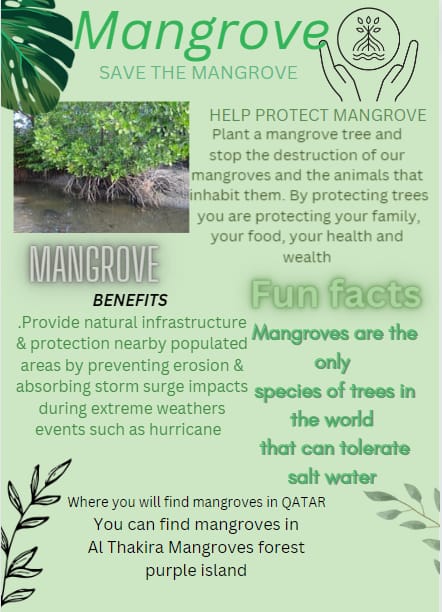 Mangrove
SAVE THE MANGROVE
HELP PROTECT MANGROVE
Plant a mangrove tree and
stop the destruction of our
mangroves and the animals that
inhabit them. By protecting trees
you are protecting your family,
your food, your health and
wealth
MANGROVE
BENEFITS
.Provide natural infrastructure
& protection nearby populated
areas by preventing erosion &
absorbing storm surge impacts
during extreme weathers
events such as hurricane
Fun facts
Mangroves are the
only
species of trees in
the world
that can tolerate
salt water
Where you will find mangroves in QATAR
You can find mangroves in
Al Thakira Mangroves forest
purple island